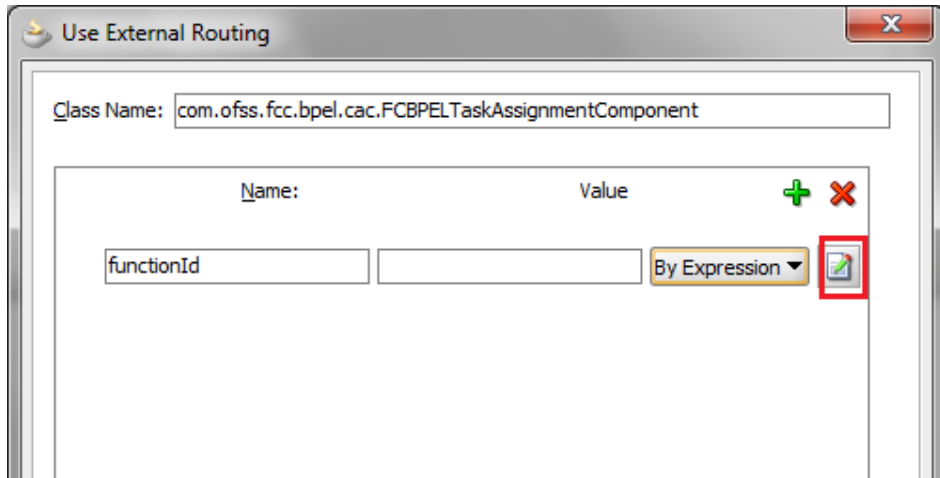 Use External Routing
Class Name: com.ofss.fcc.bpel.cac.FCBPELTaskAssignmentComponent
Name: Value
functionId By Expression